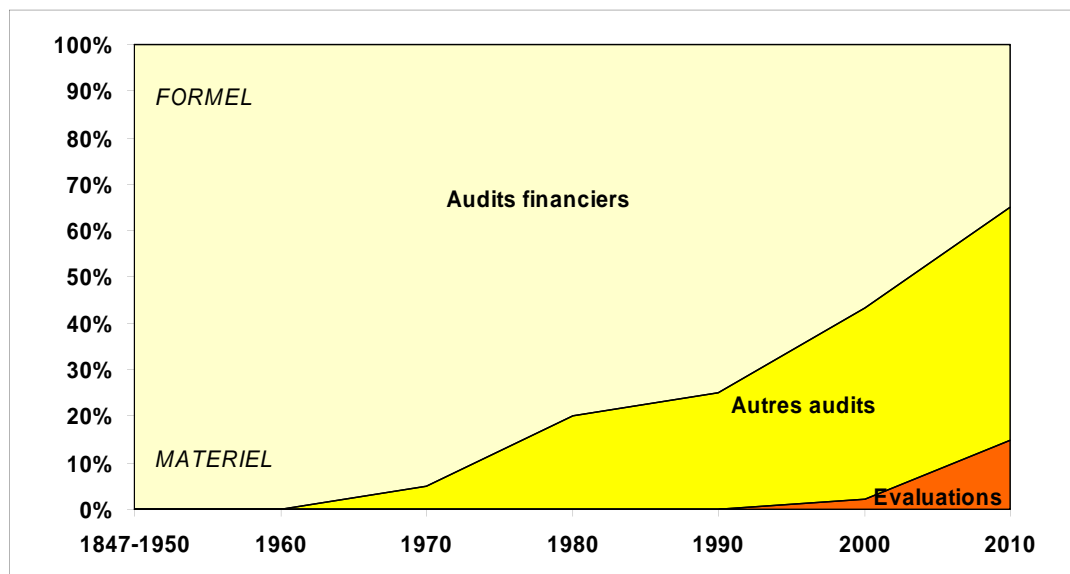 100%
90%
FORMEL
80%
70%
Audits financiers
60%
50%
40%
30%
20%
Autres audits
10%
MATERIEL
Evaluations
0%
1847-1950 1960 1970 1980 1990 2000 2010